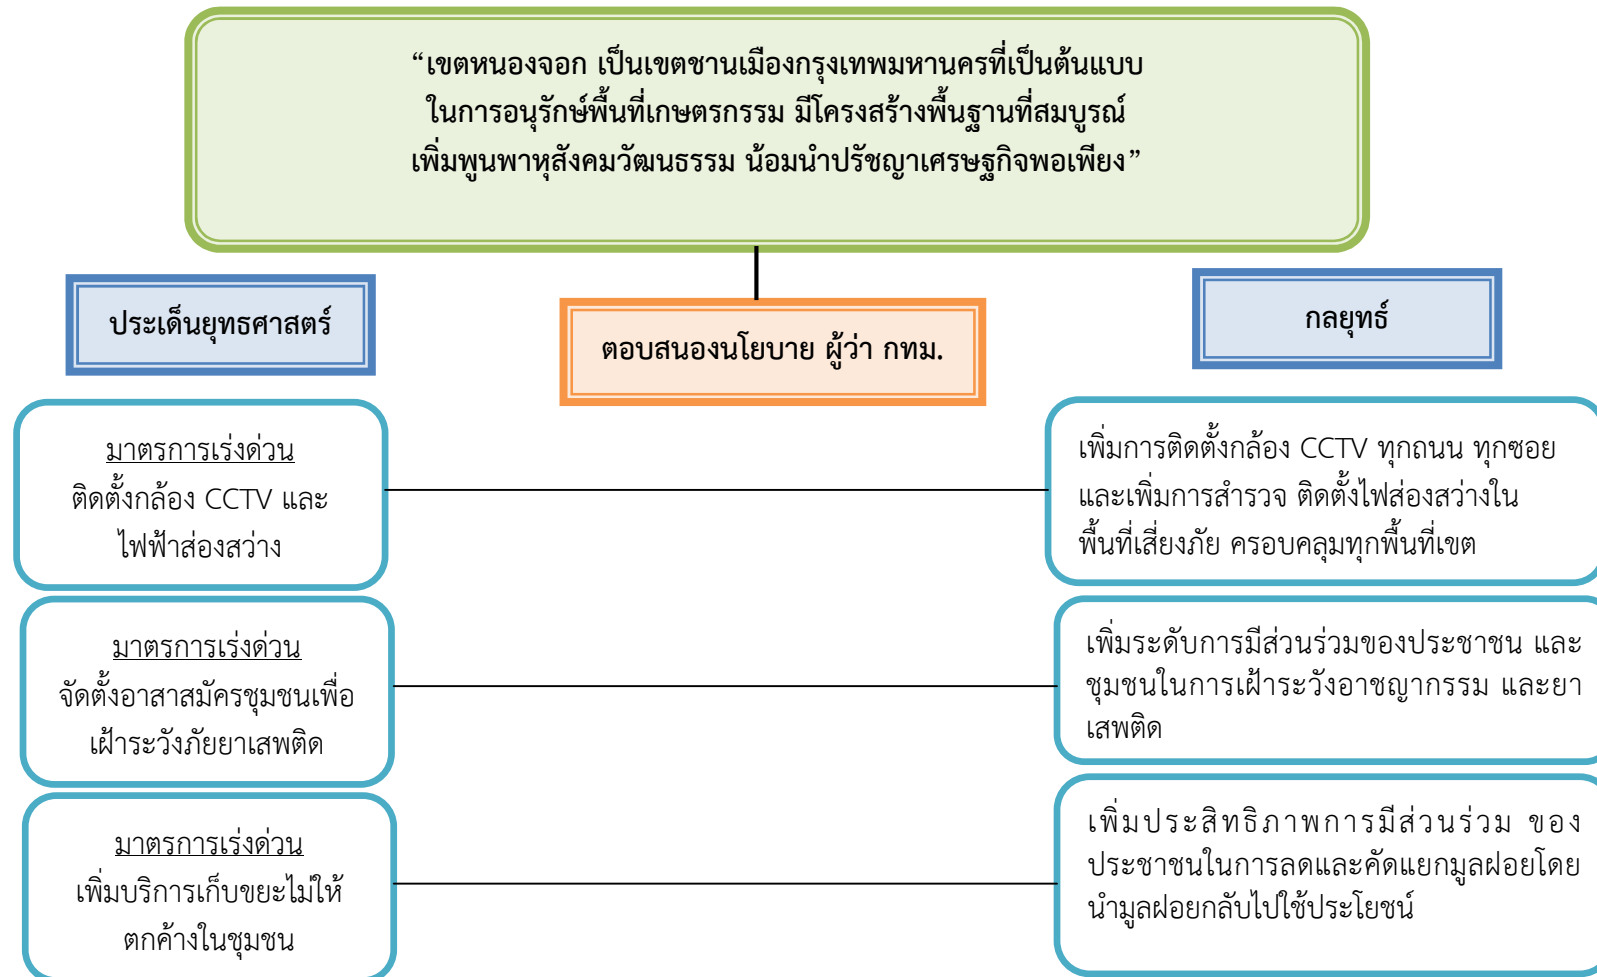 “เขตหนองจอก เป็นเขตชานเมืองกรุงเทพมหานครที่เป็นต้นแบบ
ในการอนุรักษ์พื้นที่เกษตรกรรม มีโครงสร้างพื้นฐานที่สมบูรณ์
เพิ่มพูนพาหุสังคมวัฒนธรรม น้อมนำปรัชญาเศรษฐกิจพอเพียง”
ประเด็นยุทธศาสตร์
ตอบสนองนโยบาย ผู้ว่า กทม.
กลยุทธ์
มาตรการเร่งด่วน
ติดตั้งกล้อง CCTV และ
ไฟฟ้าส่องสว่าง
เพิ่มการติดตั้งกล้อง CCTV ทุกถนน ทุกซอย
และเพิ่มการสำรวจ ติดตั้งไฟส่องสว่างใน
พื้นที่เสี่ยงภัย ครอบคลุมทุกพื้นที่เขต
มาตรการเร่งด่วน
จัดตั้งอาสาสมัครชุมชนเพื่อ
เฝ้าระวังภัยยาเสพติด
เพิ่มระดับการมีส่วนร่วมของประชาชน และ
ชุมชนในการเฝ้าระวังอาชญากรรม และยา
เสพติด
มาตรการเร่งด่วน
เพิ่มบริการเก็บขยะไม่ให้
ตกค้างในชุมชน
เพิ่มประสิทธิภาพการมีส่วนร่วม ของ
ประชาชนในการลดและคัดแยกมูลฝอยโดย
นำมูลฝอยกลับไปใช้ประโยชน์